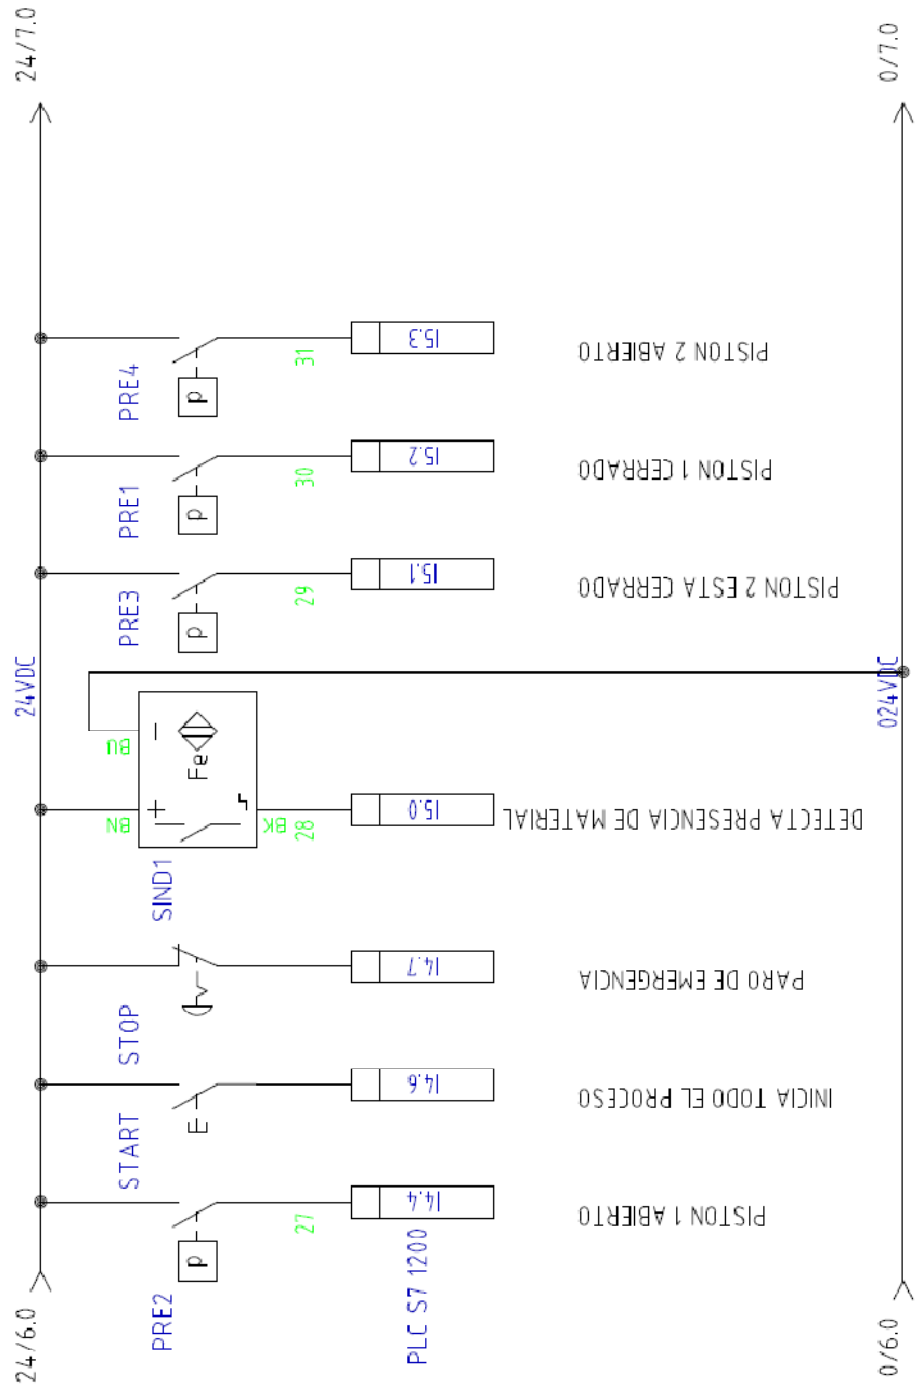 24/6.0
24VDC
24/7.0
PRE2
START
STOP
SIND1
PRE3
PRE1
PRE4
BN
BU
+
−
p
p
p
p
Fe
BK
27
28
29
30
31
PLC S7 1200
I4.4
I4.6
I4.7
I5.0
I5.1
I5.2
I5.3
PISTON 1 ABIERTO
INICIA TODO EL PROCESO
PARO DE EMERGENCIA
DETECTA PRESENCIA DE MATERIAL
PISTON 2 ESTA CERRADO
PISTON 1 CERRADO
PISTON 2 ABIERTO
0/6.0
024VDC
0/7.0